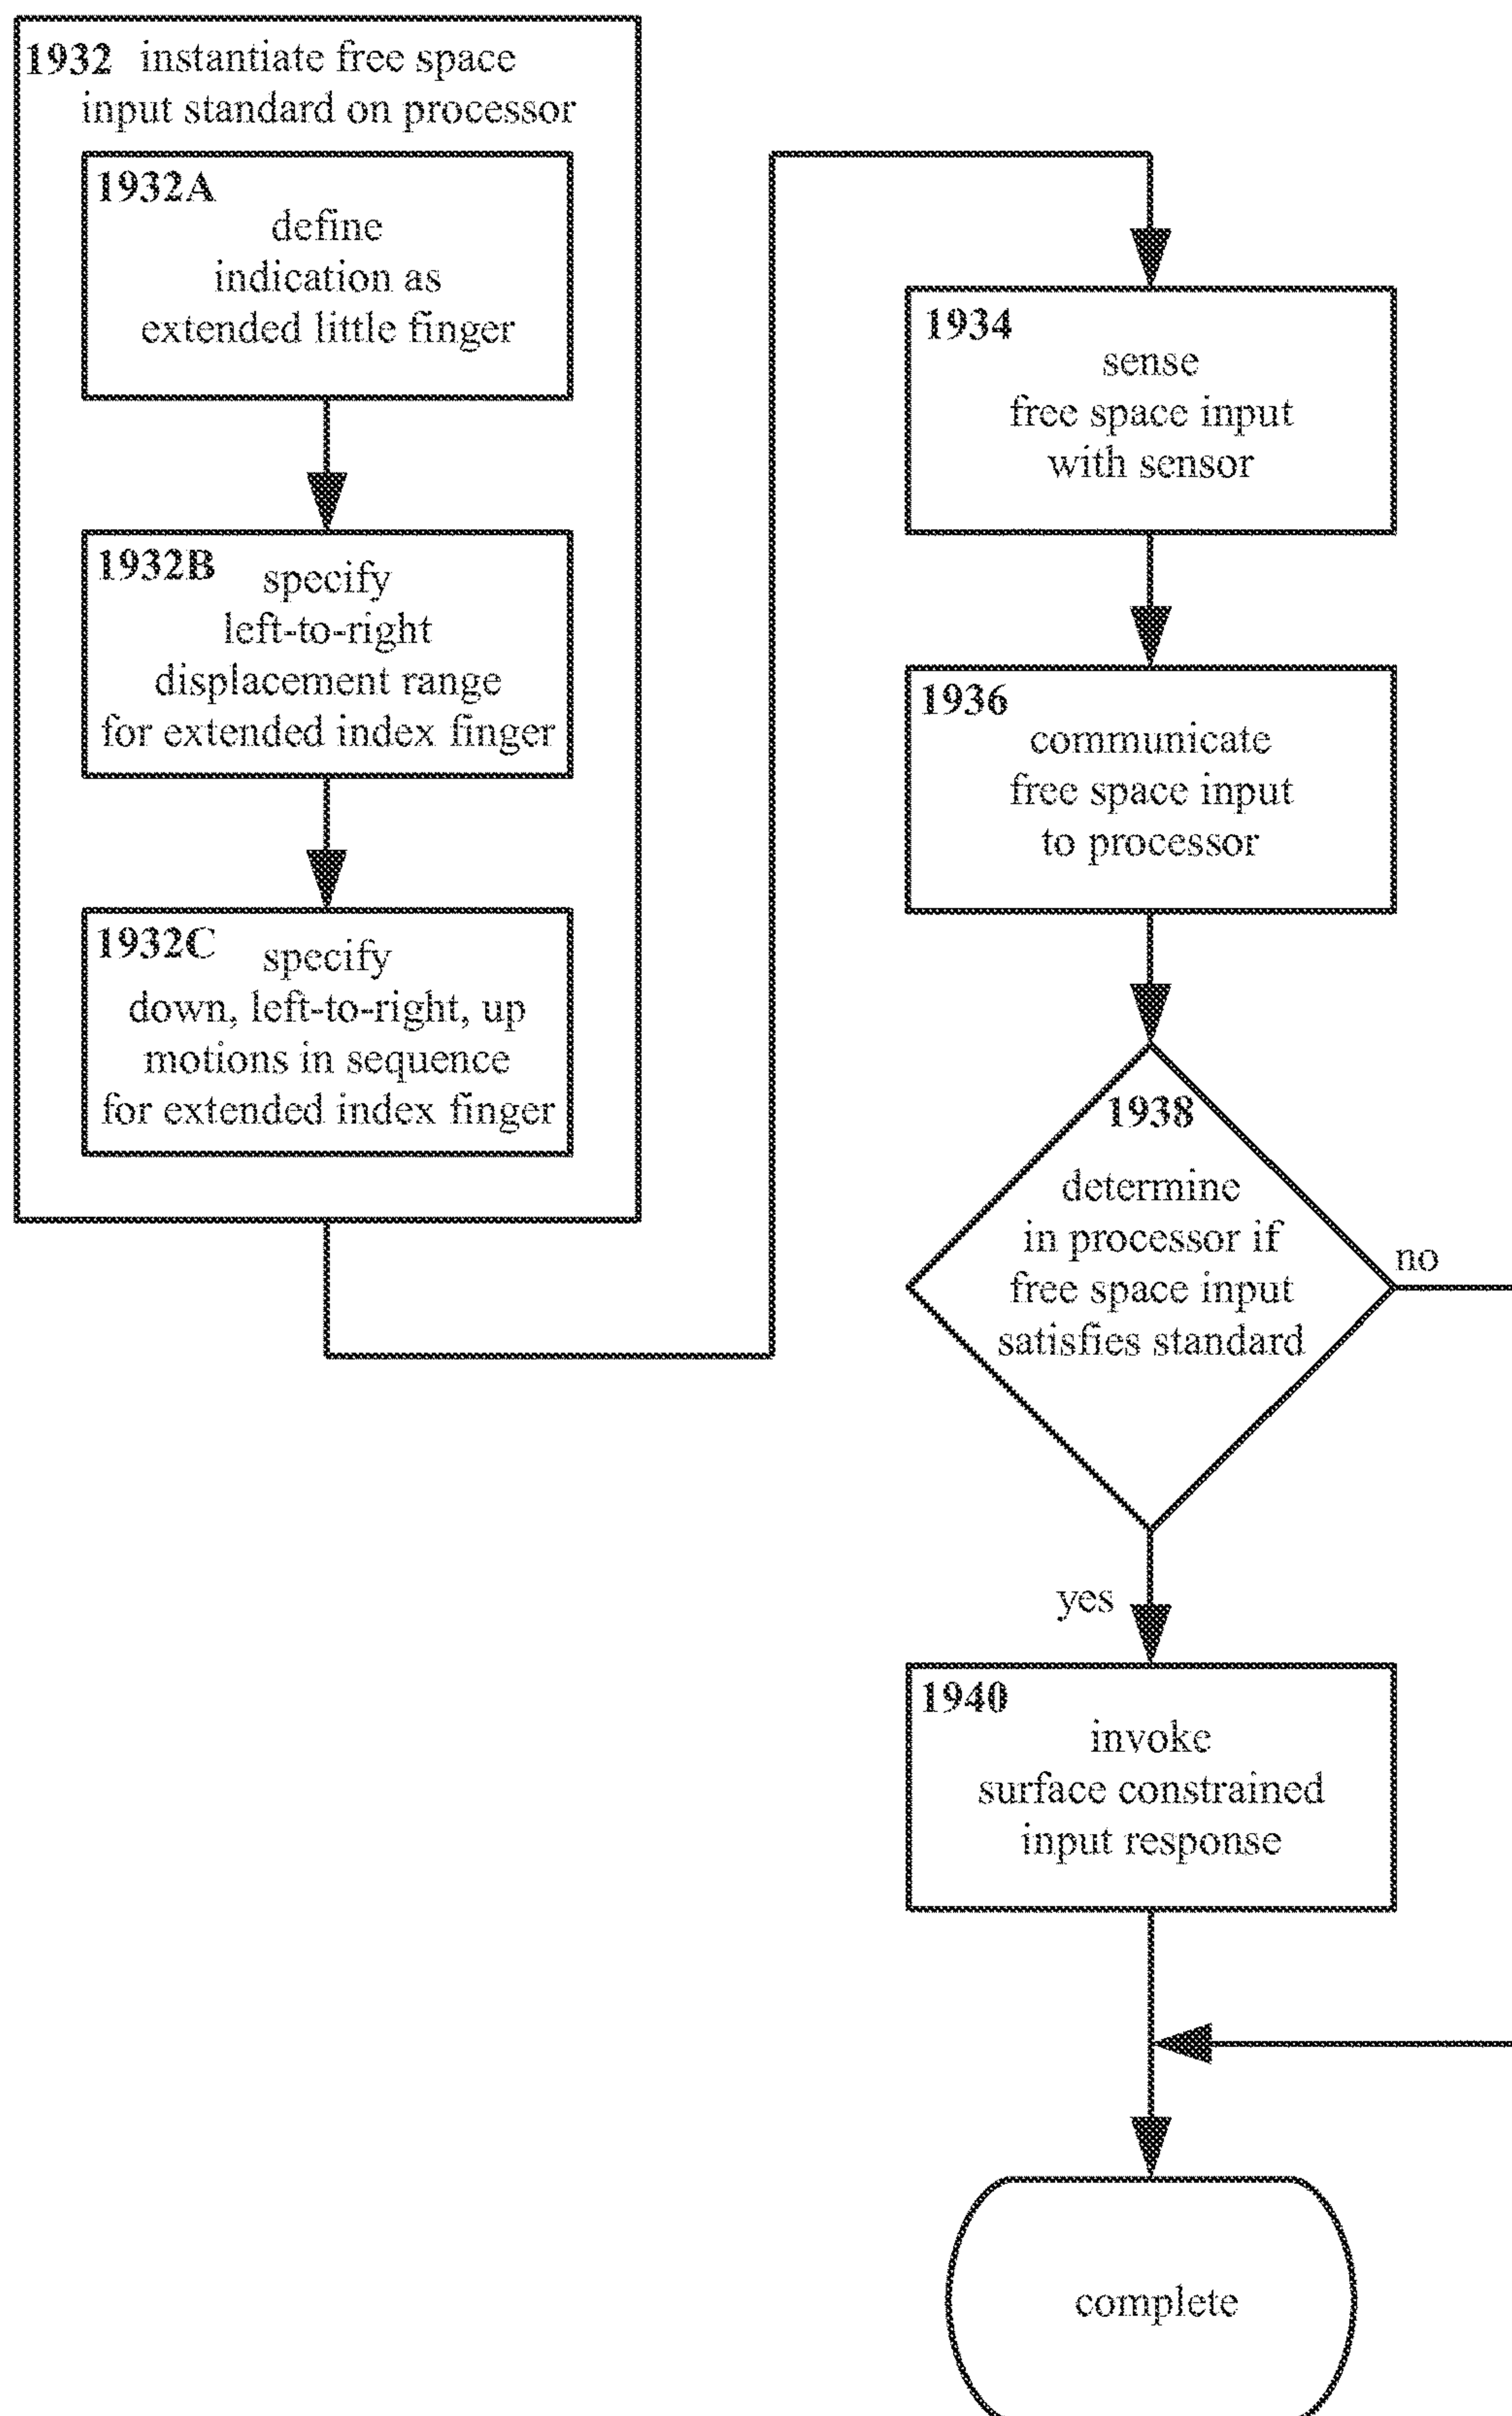 1932 instantiate free space
input standard on processor
1932A
define
indication as
extended little finger
1932B specify
left-to-right
displacement range
for extended index finger
1932C specify
down, left-to-right, up
motions in sequence
for extended index finger
1934
sense
free space input
with sensor
1936
communicate
free space input
to processor
1938
determine
in processor if
free space input
satisfies standard
no
yes
1940
invoke
surface constrained
input response
complete